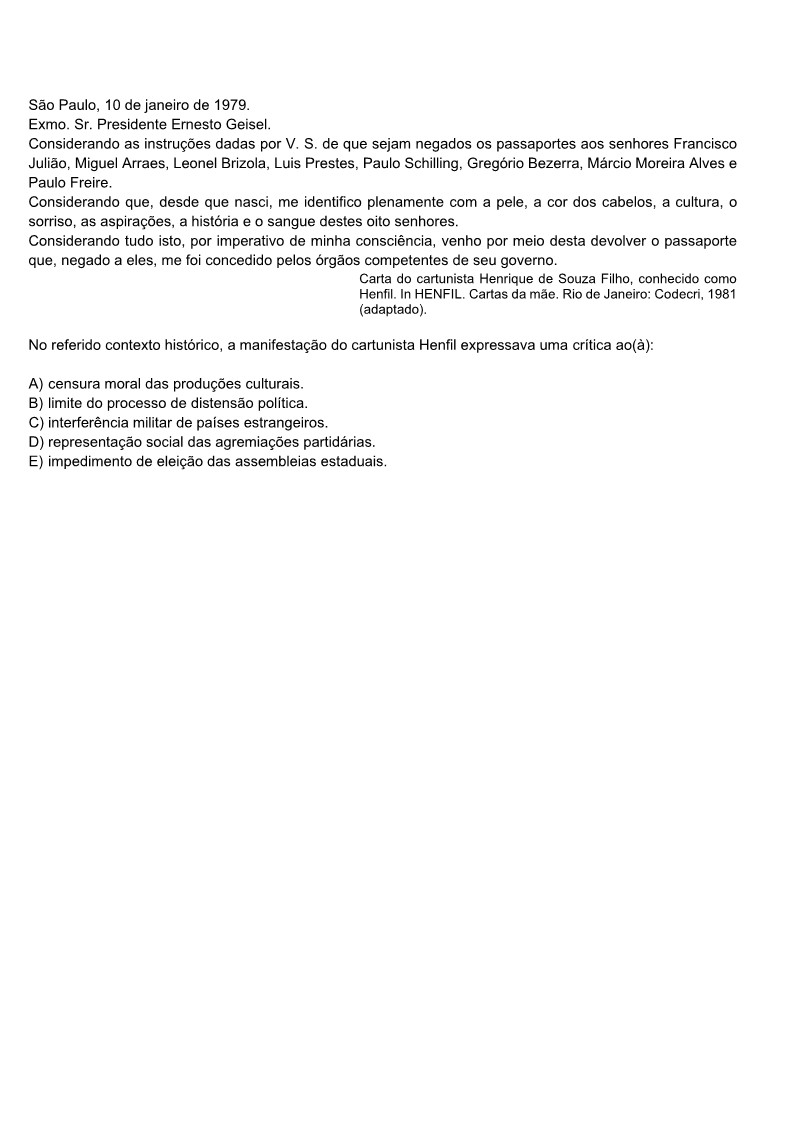 São Paulo, 10 de janeiro de 1979.
Exmo. Sr. Presidente Ernesto Geisel.
Considerando as instruções dadas por V. S. de que sejam negados os passaportes aos senhores Francisco
Julião, Miguel Arraes, Leonel Brizola, Luis Prestes, Paulo Schilling, Gregório Bezerra, Márcio Moreira Alves e
Paulo Freire.
Considerando que, desde que nasci, me identifico plenamente com a pele, a cor dos cabelos, a cultura, o
sorriso, as aspirações, a história e o sangue destes oito senhores.
Considerando tudo isto, por imperativo de minha consciência, venho por meio desta devolver o passaporte
que, negado a eles, me foi concedido pelos órgãos competentes de seu governo.
Carta do cartunista Henrique de Souza Filho, conhecido como
Henfil. In HENFIL. Cartas da mãe. Rio de Janeiro: Codecri, 1981
(adaptado).
No referido contexto histórico, a manifestação do cartunista Henfil expressava uma crítica ao(à):
A) censura moral das produções culturais.
B) limite do processo de distensão política.
C) interferência militar de países estrangeiros.
D) representação social das agremiações partidárias.
E) impedimento de eleição das assembleias estaduais.